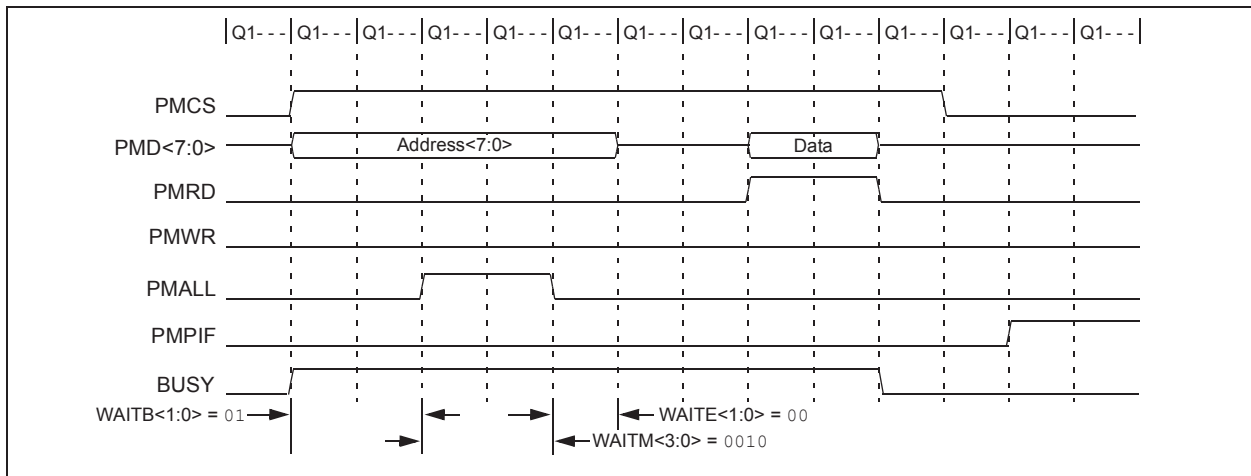 Q1--- Q1--- Q1--- Q1--- Q1--- Q1--- Q1--- Q1--- Q1--- Q1--- Q1--- Q1--- Q1--- Q1---
PMCS
PMD<7:0> Address<7:0> Data
PMRD
PMWR
PMALL
PMPIF
BUSY
WAITB<1:0> = 01 WAITE<1:0> = 00
WAITM<3:0> = 0010